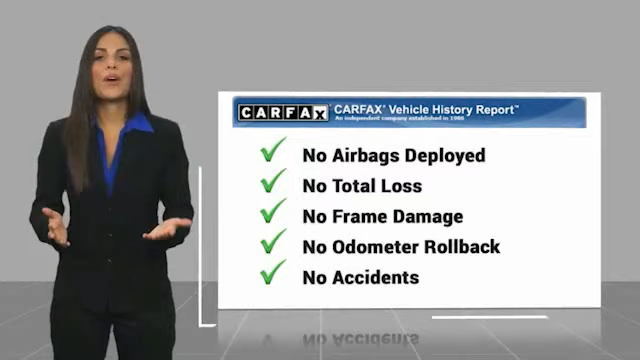 CARFAX CARFAX® Vehicle History Report™
An independent company established in 1986
No Airbags Deployed
No Total Loss
No Frame Damage
No Odometer Rollback
No Accidents